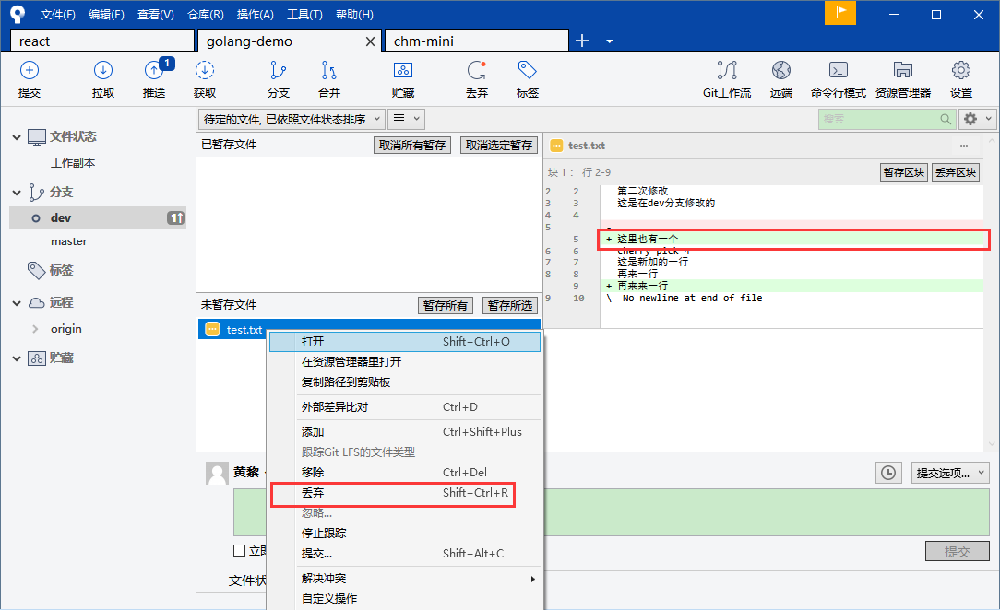 文件(F) 编辑(E) 查看(V) 仓库(R) 操作(A) 工具(T) 帮助(H)
react golang-demo chm-mini
1
提交 拉取 推送 获取 分支 合并 贮藏 丢弃 标签 Git工作流 远端 命令行模式 资源管理器 设置
文件状态
工作副本
分支
dev 1↑
master
标签
远程
origin
贮藏
待定的文件, 已依照文件状态排序
搜索
已暂存文件 取消所有暂存 取消选定暂存
未暂存文件 暂存所有 暂存所选
test.txt
test.txt ...
块 1： 行 2-9 暂存区块 丢弃区块
2 2 第二次修改
3 3 这是在dev分支修改的
4 4
5 -
5 + 这里也有一个
6 6 cherry-pick 4
7 7 这是新加的一行
8 8 再来一行
9 + 再来来一行
9 10 \ No newline at end of file
打开 Shift+Ctrl+O
在资源管理器里打开
复制路径到剪贴板
外部差异比对 Ctrl+D
添加 Ctrl+Shift+Plus
跟踪Git LFS的文件类型
移除 Ctrl+Del
丢弃 Shift+Ctrl+R
忽略...
停止跟踪
提交... Shift+Alt+C
解决冲突
自定义操作
黄黎
提交选项...
立即
提交
文件状